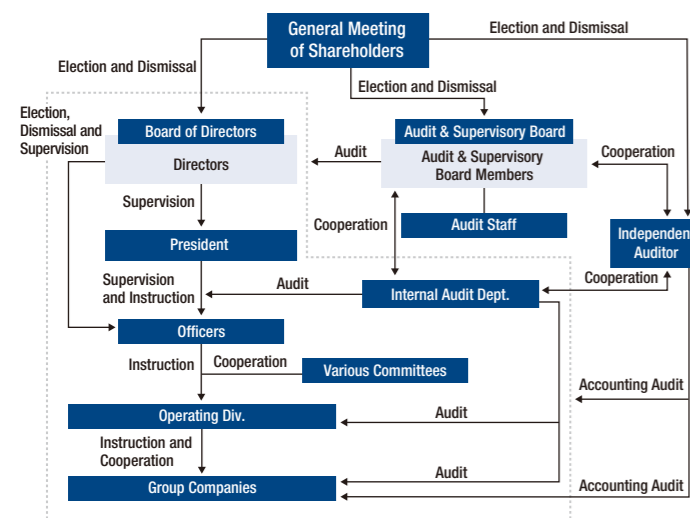 General Meeting
of Shareholders
Election and Dismissal
Election and Dismissal
Election and Dismissal
Election,
Dismissal and
Supervision
Board of Directors
Directors
Audit
Audit & Supervisory Board
Audit & Supervisory
Board Members
Cooperation
Supervision
Cooperation
Audit Staff
Independen
Auditor
President
Supervision
and Instruction
Audit
Internal Audit Dept.
Cooperation
Officers
Instruction
Cooperation
Various Committees
Accounting Audit
Operating Div.
Audit
Instruction and
Cooperation
Audit
Group Companies
Accounting Audit